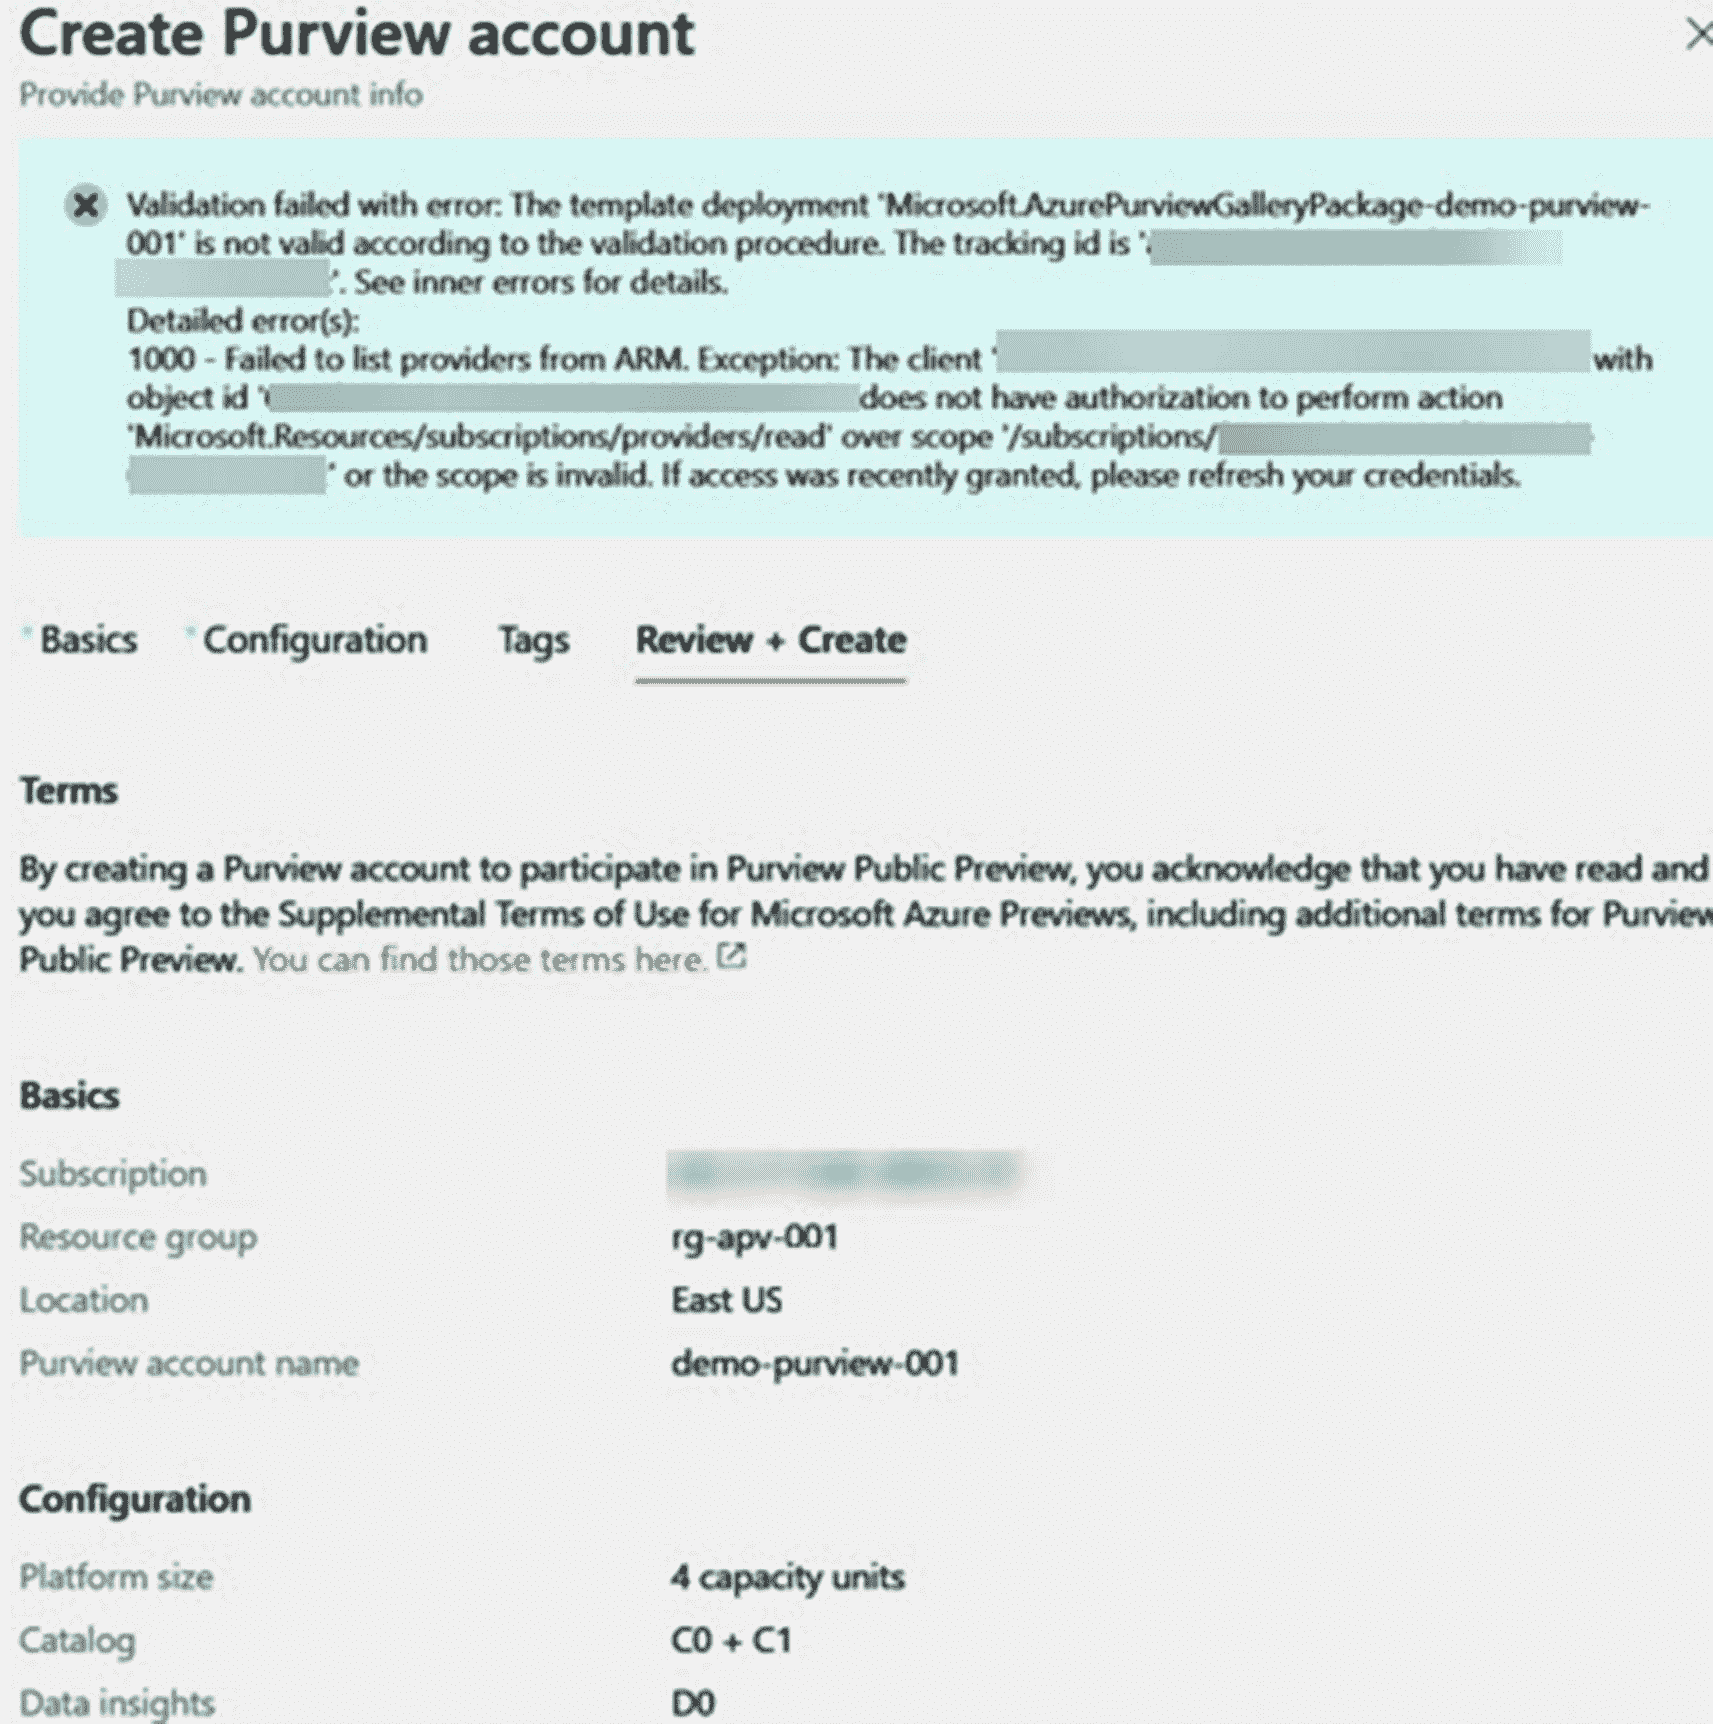 Create Purview account
Provide Purview account info
Validation failed with error: The template deployment 'Microsoft.AzurePurviewGalleryPackage-demo-purview-
001' is not valid according to the validation procedure. The tracking id is '
'. See inner errors for details.
Detailed error(s):
1000 - Failed to list providers from ARM. Exception: The client ' with
object id ' does not have authorization to perform action
'Microsoft.Resources/subscriptions/providers/read' over scope '/subscriptions/
' or the scope is invalid. If access was recently granted, please refresh your credentials.
* Basics * Configuration Tags Review + Create
Terms
By creating a Purview account to participate in Purview Public Preview, you acknowledge that you have read and
you agree to the Supplemental Terms of Use for Microsoft Azure Previews, including additional terms for Purview
Public Preview. You can find those terms here.
Basics
Subscription
Resource group rg-apv-001
Location East US
Purview account name demo-purview-001
Configuration
Platform size 4 capacity units
Catalog C0 + C1
Data insights D0